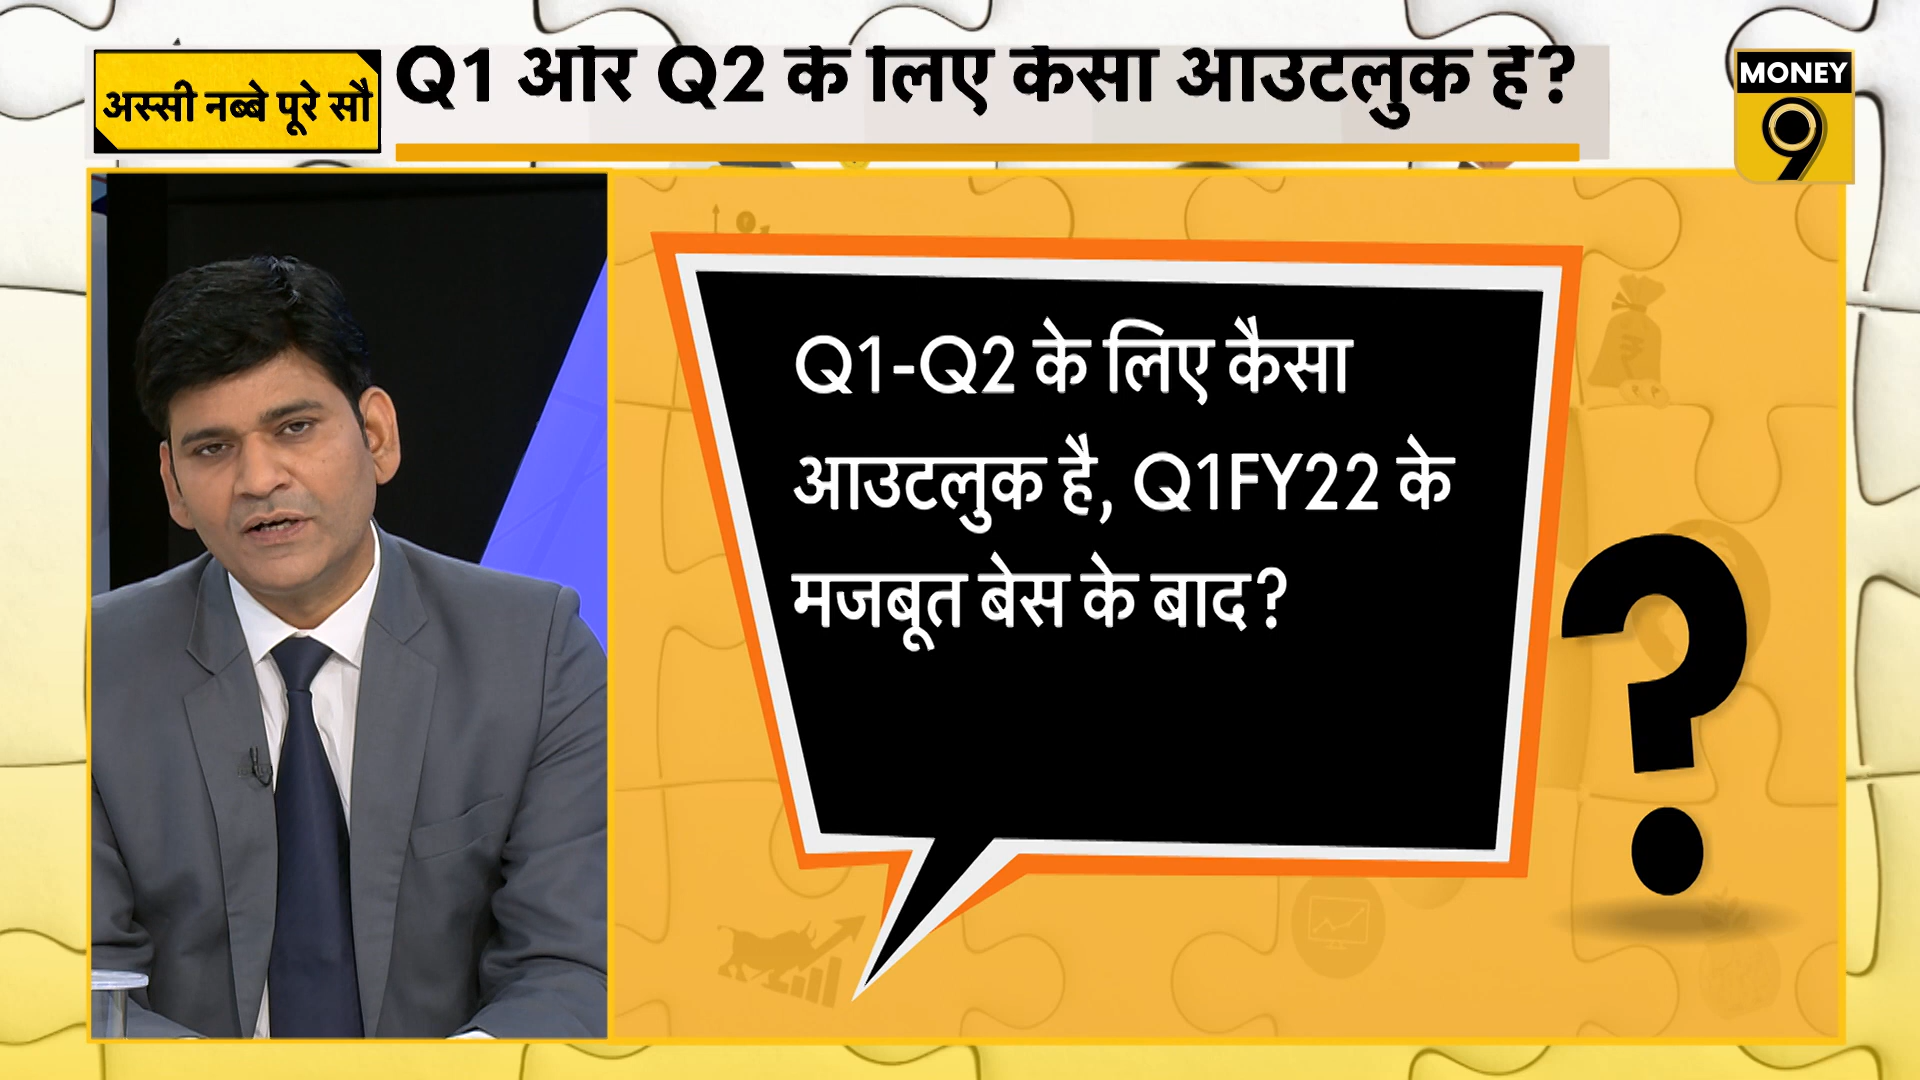 अस्सी नब्बे पूरे सौ
Q1 और Q2 के लिए कैसा आउटलुक है?
MONEY
9
Q1-Q2 के लिए कैसा
आउटलुक है, Q1FY22 के
मजबूत बेस के बाद?